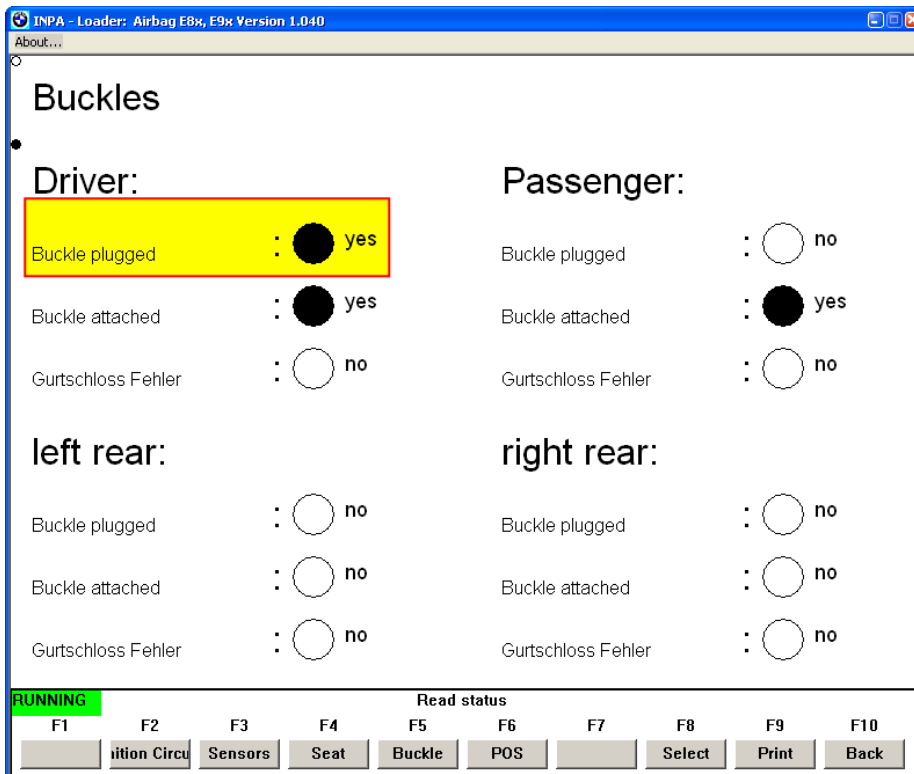 INPA - Loader: Airbag E8x, E9x Version 1.040
About...
Buckles
Driver: Passenger:
Buckle plugged : yes Buckle plugged : no
Buckle attached : yes Buckle attached : yes
Gurtschloss Fehler : no Gurtschloss Fehler : no
left rear: right rear:
Buckle plugged : no Buckle plugged : no
Buckle attached : no Buckle attached : no
Gurtschloss Fehler : no Gurtschloss Fehler : no
RUNNING Read status
F1 F2 F3 F4 F5 F6 F7 F8 F9 F10
nition Circu Sensors Seat Buckle POS Select Print Back